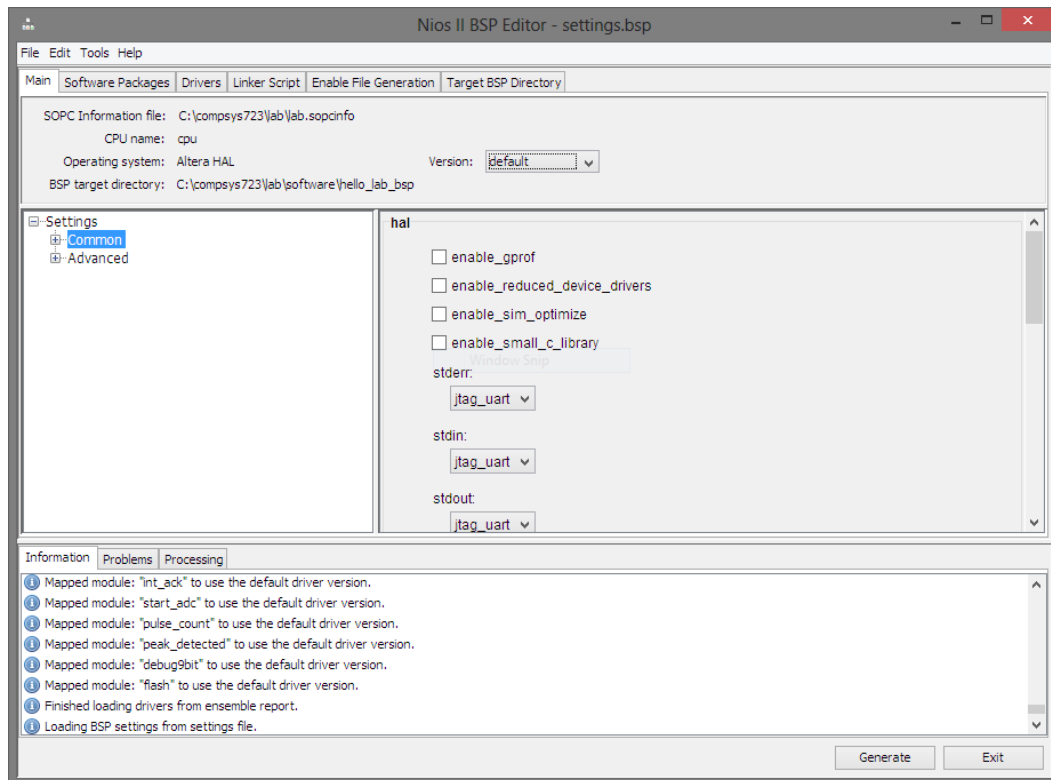 Nios II BSP Editor - settings.bsp
File Edit Tools Help
Main Software Packages Drivers Linker Script Enable File Generation Target BSP Directory
SOPC Information file: C:\compsys723\lab\lab.sopcinfo
CPU name: cpu
Operating system: Altera HAL Version: default
BSP target directory: C:\compsys723\lab\software\hello_lab_bsp
Settings
Common
Advanced
hal
enable_gprof
enable_reduced_device_drivers
enable_sim_optimize
enable_small_c_library
Window Snip
stderr:
jtag_uart
stdin:
jtag_uart
stdout:
jtag_uart
Information Problems Processing
Mapped module: "int_ack" to use the default driver version.
Mapped module: "start_adc" to use the default driver version.
Mapped module: "pulse_count" to use the default driver version.
Mapped module: "peak_detected" to use the default driver version.
Mapped module: "debug9bit" to use the default driver version.
Mapped module: "flash" to use the default driver version.
Finished loading drivers from ensemble report.
Loading BSP settings from settings file.
Generate Exit